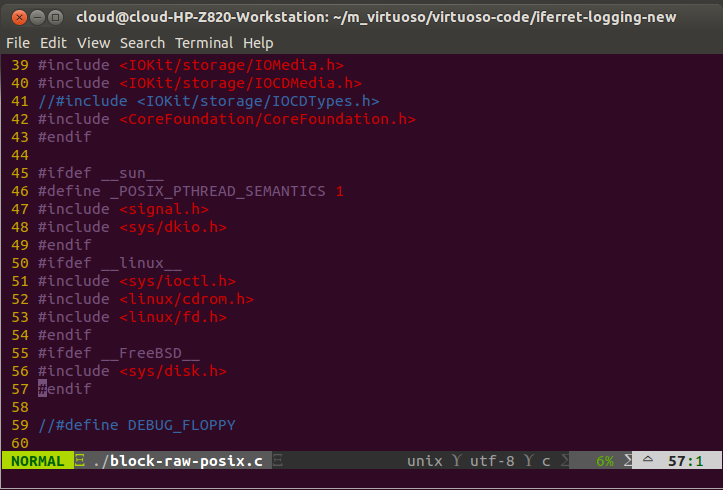 cloud@cloud-HP-Z820-Workstation: ~/m_virtuoso/virtuoso-code/iferret-logging-new
File Edit View Search Terminal Help
39 #include <IOKit/storage/IOMedia.h>
40 #include <IOKit/storage/IOCDMedia.h>
41 //#include <IOKit/storage/IOCDTypes.h>
42 #include <CoreFoundation/CoreFoundation.h>
43 #endif
44
45 #ifdef __sun__
46 #define _POSIX_PTHREAD_SEMANTICS 1
47 #include <signal.h>
48 #include <sys/dkio.h>
49 #endif
50 #ifdef __linux__
51 #include <sys/ioctl.h>
52 #include <linux/cdrom.h>
53 #include <linux/fd.h>
54 #endif
55 #ifdef __FreeBSD__
56 #include <sys/disk.h>
57 #endif
58
59 //#define DEBUG_FLOPPY
60
NORMAL Ξ ./block-raw-posix.c Ξ unix ϒ utf-8 ϒ c Σ 6% Σ 57:1